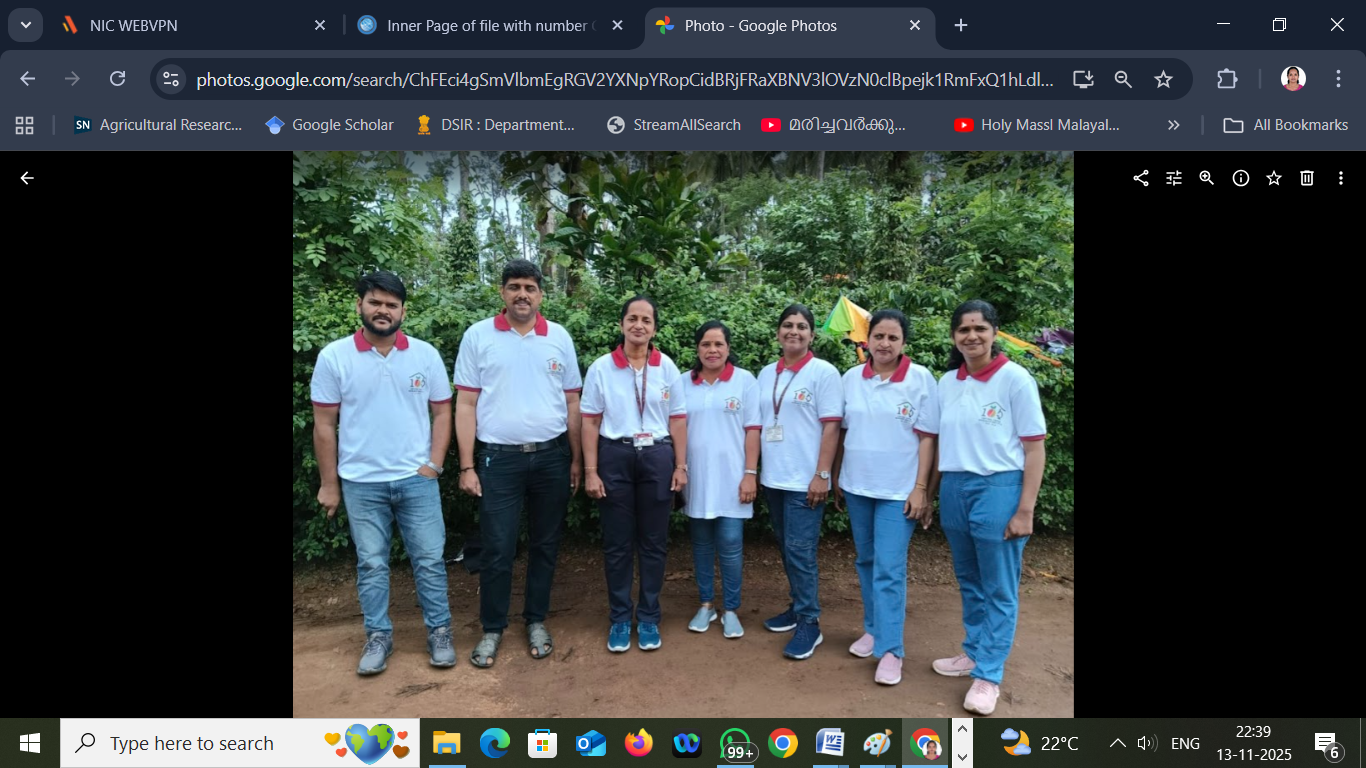 NIC WEBVPN
Inner Page of file with number
Photo - Google Photos
photos.google.com/search/ChFEci4gSmVlbmEgRGV2YXNpYRopCidBRjFRaXBNV3lOVzN0clBpejk1RmFxQ1hLdl...
SN Agricultural Researc...
Google Scholar
DSIR : Department...
StreamAllSearch
മരിച്ചവർക്കു...
Holy Massl Malayal...
All Bookmarks
Type here to search
99+
22°C
ENG
22:39
13-11-2025
6